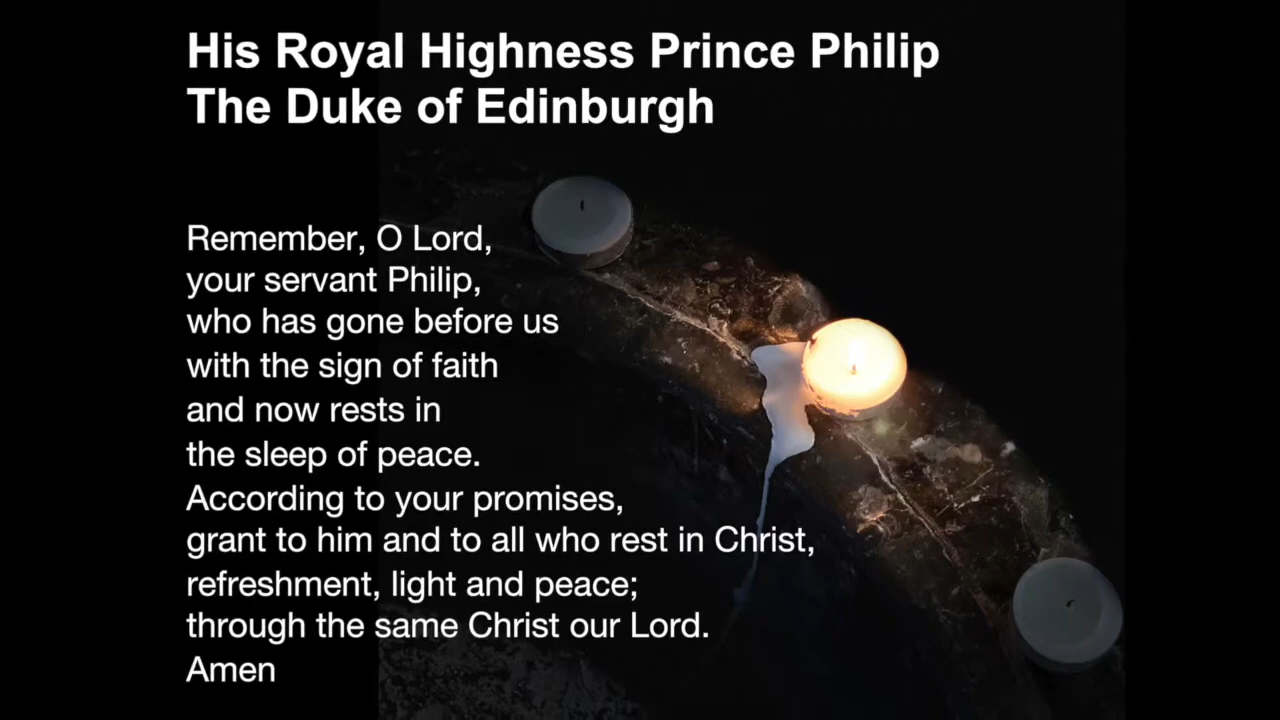 His Royal Highness Prince Philip
The Duke of Edinburgh
Remember, O Lord,
your servant Philip,
who has gone before us
with the sign of faith
and now rests in
the sleep of peace.
According to your promises,
grant to him and to all who rest in Christ,
refreshment, light and peace;
through the same Christ our Lord.
Amen